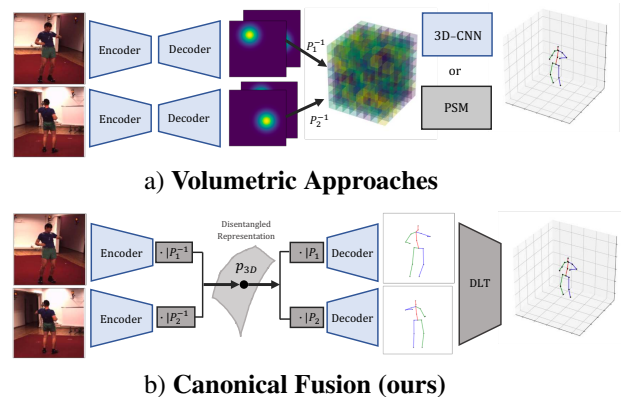 Encoder
Decoder
P₁⁻¹
3D-CNN
or
Encoder
Decoder
P₂⁻¹
PSM
a) Volumetric Approaches
Disentangled
Representation
Encoder
· |P₁⁻¹
p3D
· |P₁
Decoder
DLT
Encoder
· |P₂⁻¹
· |P₂
Decoder
b) Canonical Fusion (ours)